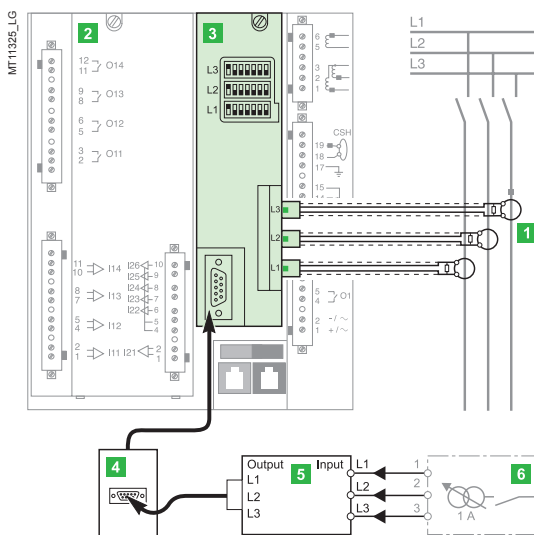 MT11325_LG
2
12
11
O14
9
8
O13
6
5
O12
3
2
O11
11
10
I14
8
7
I13
5
4
I12
2
1
I11
I26
10
I25
9
I24
8
I23
7
I22
6
5
4
I21
2
1
3
L3
L2
L1
L3
L2
L1
6
5
3
2
1
CSH
19
18
17
15
5
4
O1
2
-/~
1
+/~
L1
L2
L3
1
4
Output
Input
L1
L2
L3
5
L1
1
L2
2
L3
3
6
1 A